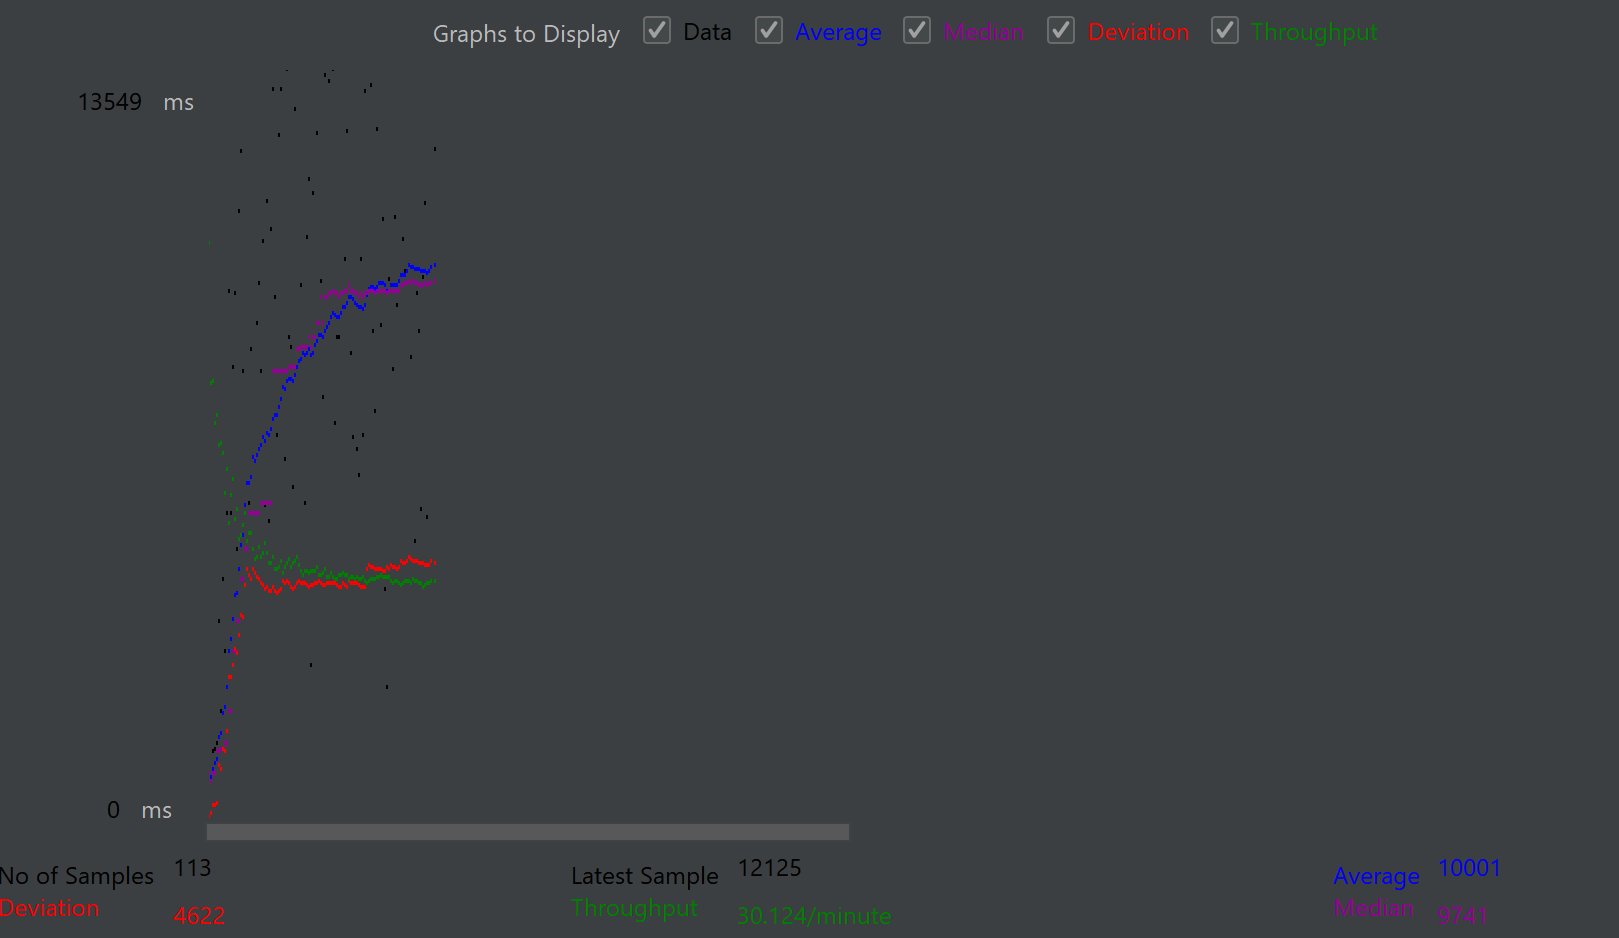 Graphs to Display Data Average Median Deviation Throughput
13549 ms
0 ms
No of Samples 113 Latest Sample 12125 Average 10001
Deviation 4622 Throughput 30.124/minute Median 9741